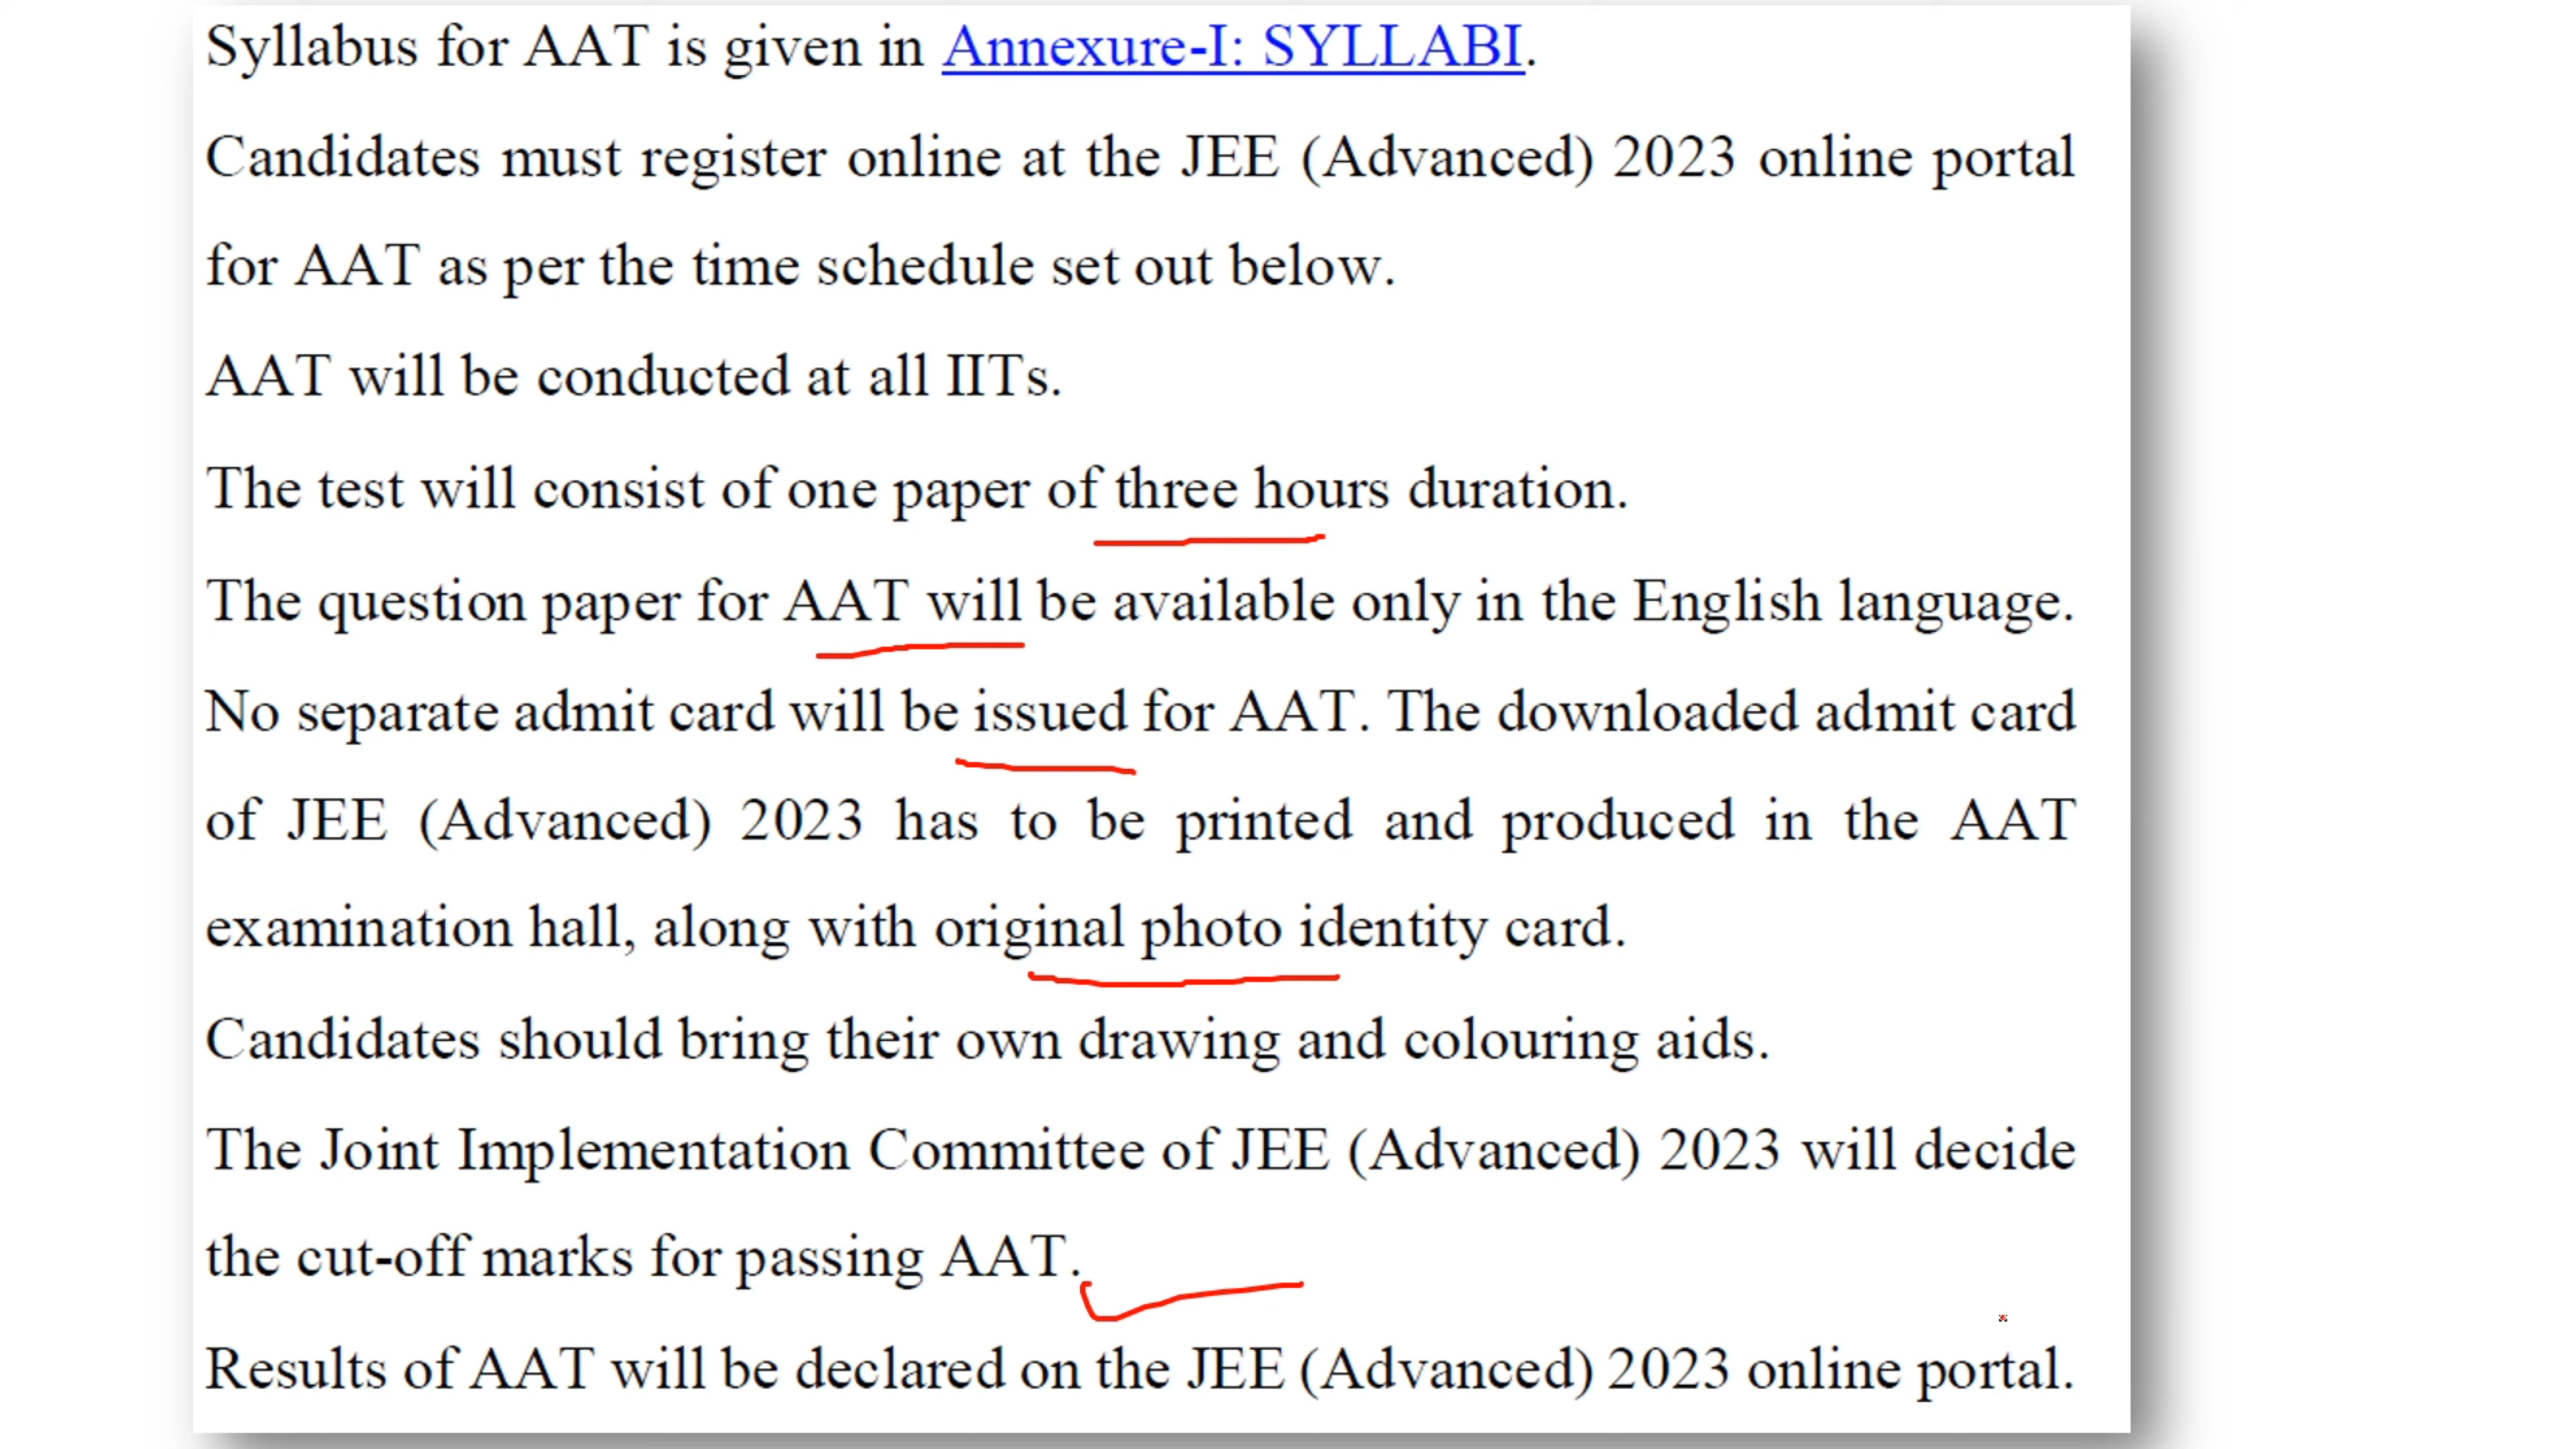 Syllabus for AAT is given in Annexure-I: SYLLABI.
Candidates must register online at the JEE (Advanced) 2023 online portal
for AAT as per the time schedule set out below.
AAT will be conducted at all IITs.
The test will consist of one paper of three hours duration.
The question paper for AAT will be available only in the English language.
No separate admit card will be issued for AAT. The downloaded admit card
of JEE (Advanced) 2023 has to be printed and produced in the AAT
examination hall, along with original photo identity card.
Candidates should bring their own drawing and colouring aids.
The Joint Implementation Committee of JEE (Advanced) 2023 will decide
the cut-off marks for passing AAT.
Results of AAT will be declared on the JEE (Advanced) 2023 online portal.